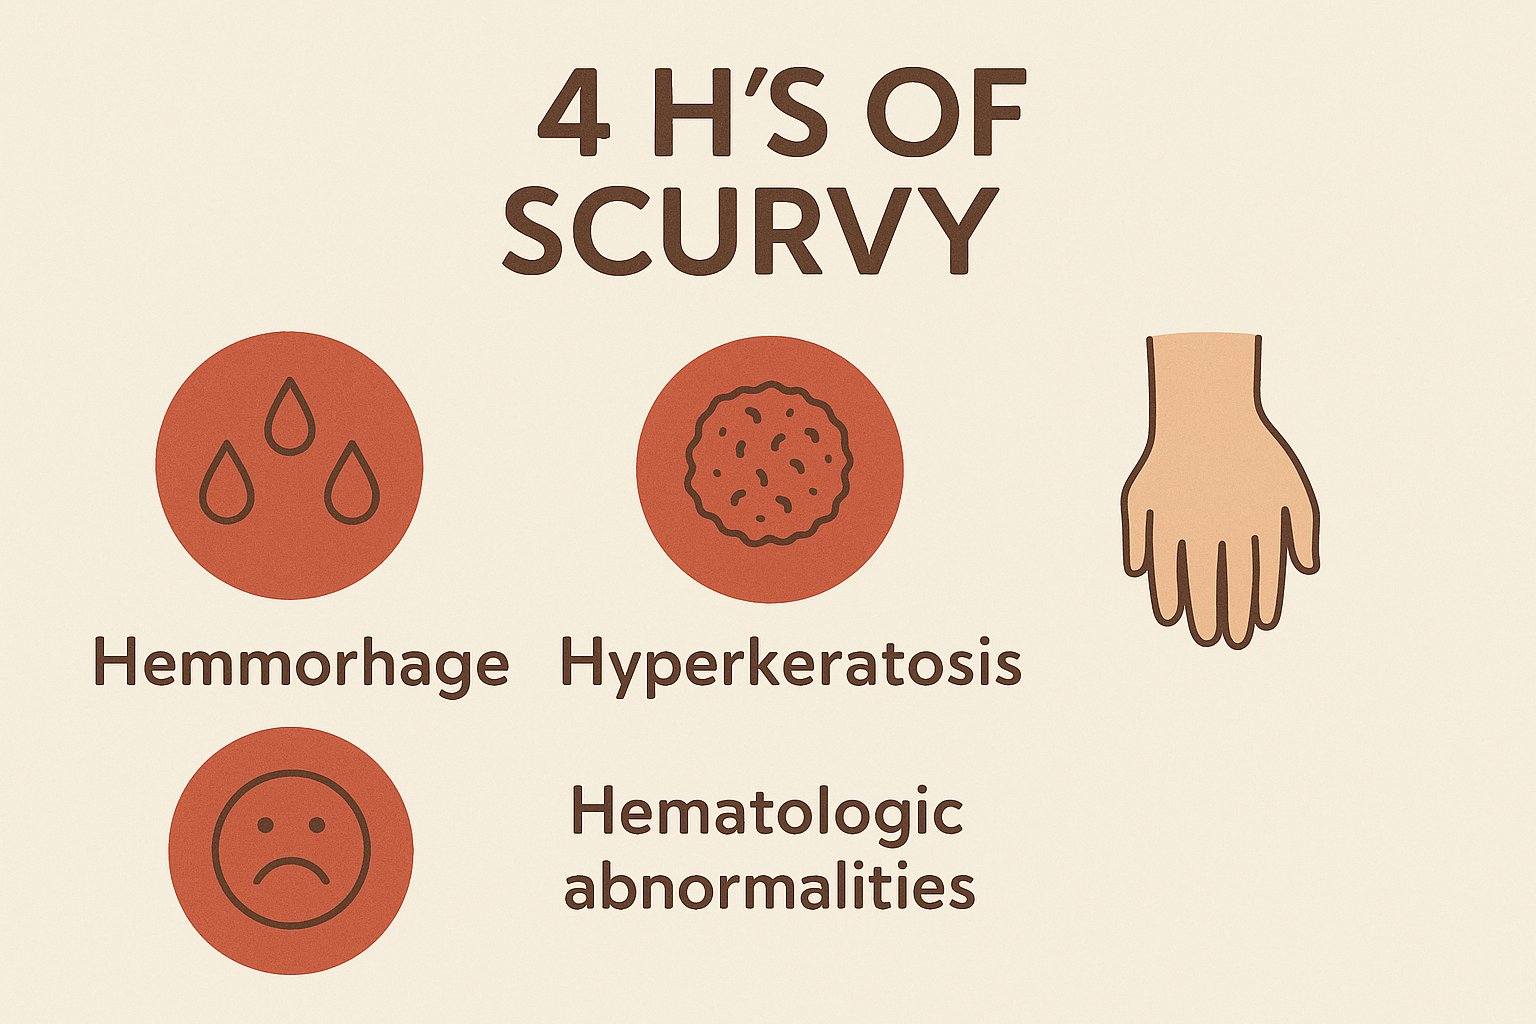 4 H'S OF
SCURVY
Hemmorhage
Hyperkeratosis
Hematologic
abnormalities